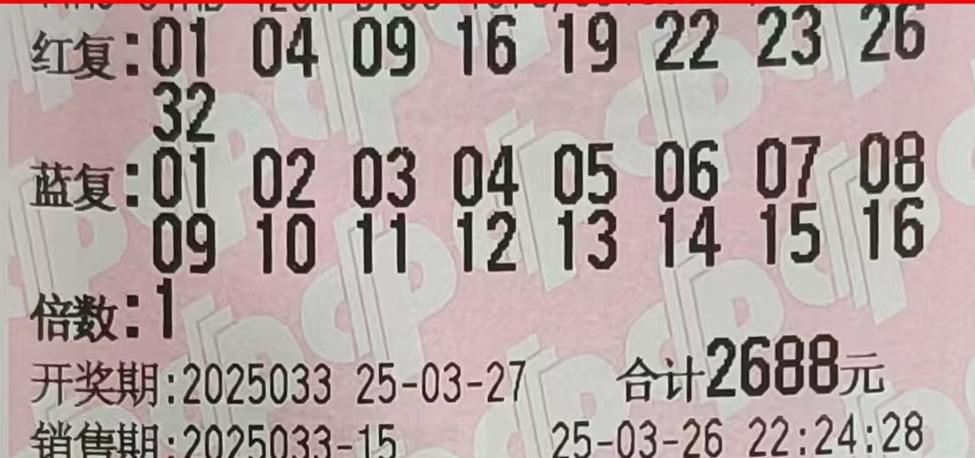 红复:01 04 09 16 19 22 23 26
32
蓝复:01 02 03 04 05 06 07 08
09 10 11 12 13 14 15 16
倍数:1
开奖期:2025033 25-03-27 合计2688元
销售期:2025033-15 25-03-26 22:24:28